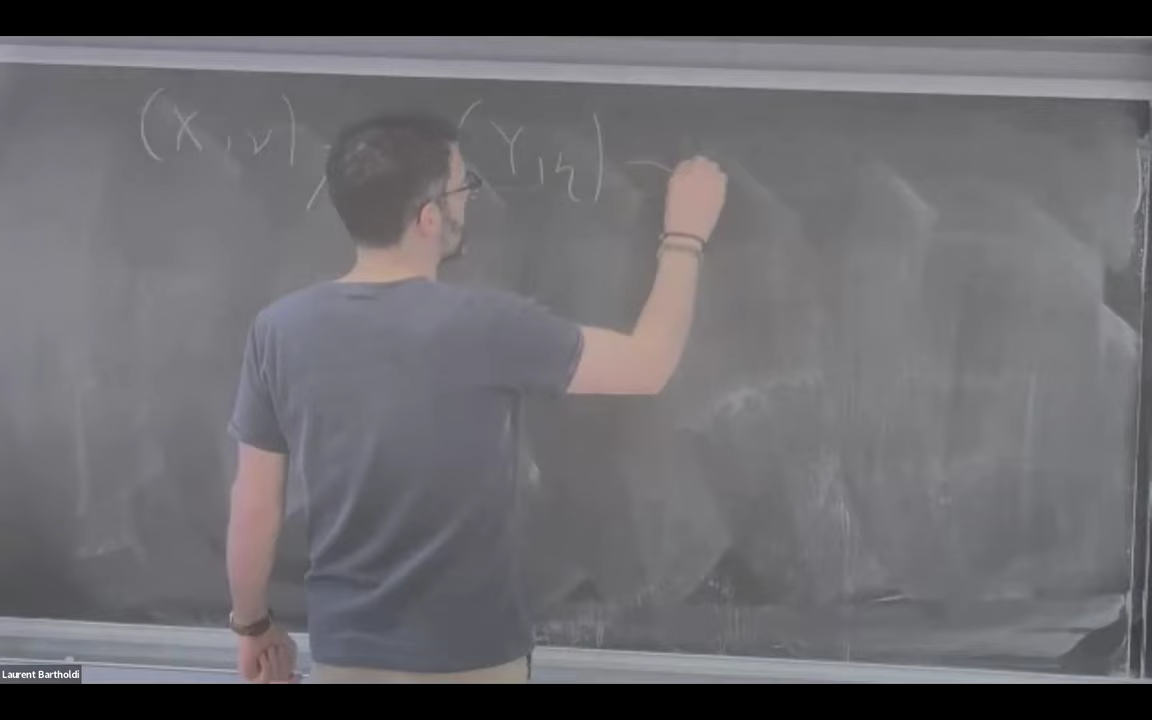 (X, ν) (Y, η)
Laurent Bartholdi